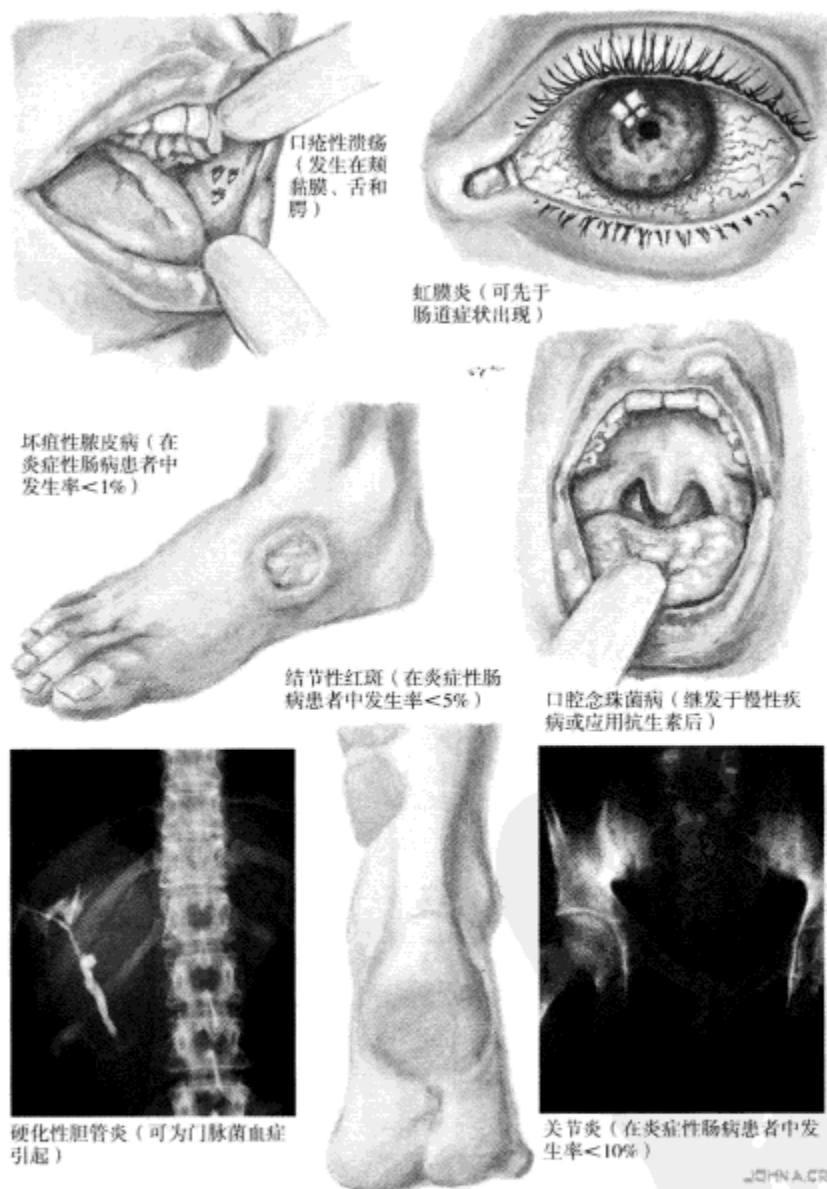 口疮性溃疡
（发生在颊
黏膜、舌和
腭）
虹膜炎（可先于
肠道症状出现）
坏疽性脓皮病（在
炎症性肠病患者中
发生率<1%）
结节性红斑（在炎症性肠
病患者中发生率<5%）
口腔念珠菌病（继发于慢性疾
病或应用抗生素后）
硬化性胆管炎（可为门脉菌血症
引起）
关节炎（在炎症性肠病患者中发
生率<10%）
JOHN A.CR